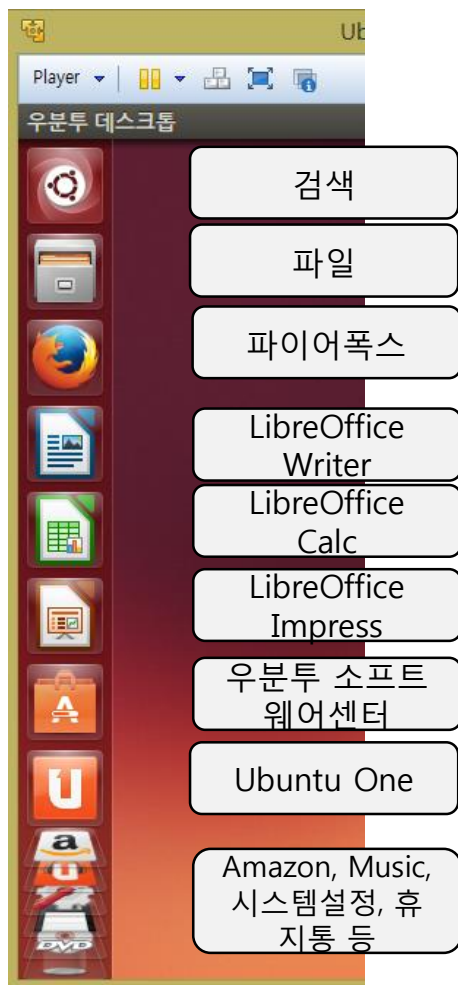 Ub
Player
우분투 데스크톱
검색
파일
파이어폭스
LibreOffice
Writer
LibreOffice
Calc
LibreOffice
Impress
우분투 소프트
웨어센터
Ubuntu One
Amazon, Music,
시스템설정, 휴
지통 등
a
DVD